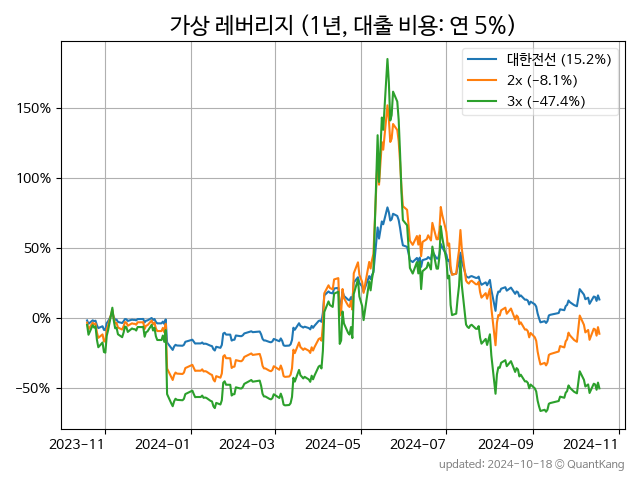 가상 레버리지 (1년, 대출 비용: 연 5%)
대한전선 (15.2%)
2x (−8.1%)
3x (−47.4%)
150%
100%
50%
0%
−50%
2023-11 2024-01 2024-03 2024-05 2024-07 2024-09 2024-11
updated: 2024-10-18 © QuantKang